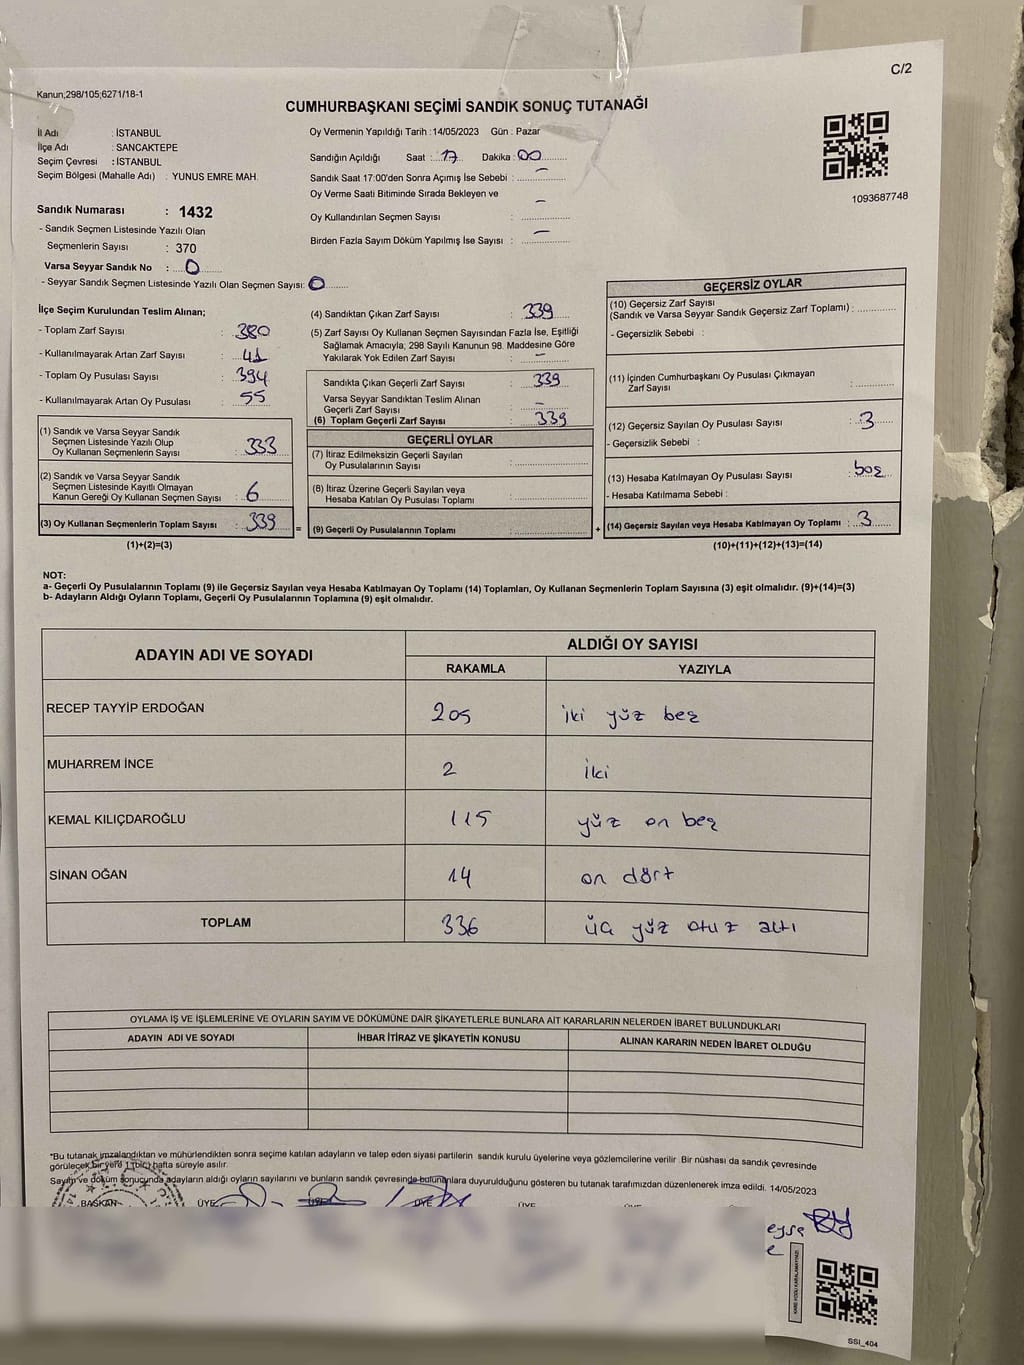 C/2
Kanun;298/105;6271/18-1
CUMHURBAŞKANI SEÇİMİ SANDIK SONUÇ TUTANAĞI
İl Adı : İSTANBUL
İlçe Adı : SANCAKTEPE
Seçim Çevresi : İSTANBUL
Seçim Bölgesi (Mahalle Adı) : YUNUS EMRE MAH.
Oy Vermenin Yapıldığı Tarih :14/05/2023 Gün : Pazar
Sandığın Açıldığı Saat : 17 Dakika : 00
Sandık Saat 17:00'den Sonra Açımış İse Sebebi : –
Oy Verme Saati Bitiminde Sırada Bekleyen ve
Oy Kullandırılan Seçmen Sayısı : –
Birden Fazla Sayım Döküm Yapılmış İse Sayısı : –
1093687748
Sandık Numarası : 1432
- Sandık Seçmen Listesinde Yazılı Olan
Seçmenlerin Sayısı : 370
Varsa Seyyar Sandık No : 0
- Seyyar Sandık Seçmen Listesinde Yazılı Olan Seçmen Sayısı: 0
İlçe Seçim Kurulundan Teslim Alınan;
- Toplam Zarf Sayısı : 380
- Kullanılmayarak Artan Zarf Sayısı : 41
- Toplam Oy Pusulası Sayısı : 394
- Kullanılmayarak Artan Oy Pusulası : 55
(1) Sandık ve Varsa Seyyar Sandık
Seçmen Listesinde Yazılı Olup
Oy Kullanan Seçmenlerin Sayısı : 333
(2) Sandık ve Varsa Seyyar Sandık
Seçmen Listesinde Kayıtlı Olmayan
Kanun Gereği Oy Kullanan Seçmen Sayısı : 6
(3) Oy Kullanan Seçmenlerin Toplam Sayısı : 339
(1)+(2)=(3)
(4) Sandıktan Çıkan Zarf Sayısı : 339
(5) Zarf Sayısı Oy Kullanan Seçmen Sayısından Fazla İse, Eşitliği
Sağlamak Amacıyla; 298 Sayılı Kanunun 98. Maddesine Göre
Yakılarak Yok Edilen Zarf Sayısı : –
Sandıkta Çıkan Geçerli Zarf Sayısı : 339
Varsa Seyyar Sandıktan Teslim Alınan
Geçerli Zarf Sayısı : –
(6) Toplam Geçerli Zarf Sayısı : 339
GEÇERLİ OYLAR
(7) İtiraz Edilmeksizin Geçerli Sayılan
Oy Pusulalarının Sayısı :
(8) İtiraz Üzerine Geçerli Sayılan veya
Hesaba Katılan Oy Pusulası Toplamı :
= (9) Geçerli Oy Pusulalarının Toplamı :
GEÇERSİZ OYLAR
(10) Geçersiz Zarf Sayısı
(Sandık ve Varsa Seyyar Sandık Geçersiz Zarf Toplamı) :
- Geçersizlik Sebebi :
(11) İçinden Cumhurbaşkanı Oy Pusulası Çıkmayan
Zarf Sayısı :
(12) Geçersiz Sayılan Oy Pusulası Sayısı : 3
- Geçersizlik Sebebi :
(13) Hesaba Katılmayan Oy Pusulası Sayısı : boş
- Hesaba Katılmama Sebebi :
+ (14) Geçersiz Sayılan veya Hesaba Katılmayan Oy Toplamı : 3
(10)+(11)+(12)+(13)=(14)
NOT:
a- Geçerli Oy Pusulalarının Toplamı (9) ile Geçersiz Sayılan veya Hesaba Katılmayan Oy Toplamı (14) Toplamları, Oy Kullanan Seçmenlerin Toplam Sayısına (3) eşit olmalıdır. (9)+(14)=(3)
b- Adayların Aldığı Oyların Toplamı, Geçerli Oy Pusulalarının Toplamına (9) eşit olmalıdır.
ADAYIN ADI VE SOYADI ALDIĞI OY SAYISI
RAKAMLA YAZIYLA
RECEP TAYYİP ERDOĞAN 205 iki yüz beş
MUHARREM İNCE 2 iki
KEMAL KILIÇDAROĞLU 115 yüz on beş
SİNAN OĞAN 14 on dört
TOPLAM 336 üç yüz otuz altı
OYLAMA İŞ VE İŞLEMLERİNE VE OYLARIN SAYIM VE DÖKÜMÜNE DAİR ŞİKAYETLERLE BUNLARA AİT KARARLARIN NELERDEN İBARET BULUNDUKLARI
ADAYIN ADI VE SOYADI İHBAR İTİRAZ VE ŞİKAYETİN KONUSU ALINAN KARARIN NEDEN İBARET OLDUĞU
"Bu tutanak imzalandıktan ve mühürlendikten sonra seçime katılan adayların ve talep eden siyasi partilerin sandık kurulu üyelerine veya gözlemcilerine verilir .Bir nüshası da sandık çevresinde
görülecek bir yere 1 (bir) hafta süreyle asılır.
Sayım ve döküm sonucunda adayların aldığı oyların sayılarını ve bunların sandık çevresinde bulunanlara duyurulduğunu gösteren bu tutanak tarafımızdan düzenlenerek imza edildi. 14/05/2023
BAŞKAN ÜYE ÜYE ÜYE ÜYE
SSİ_404